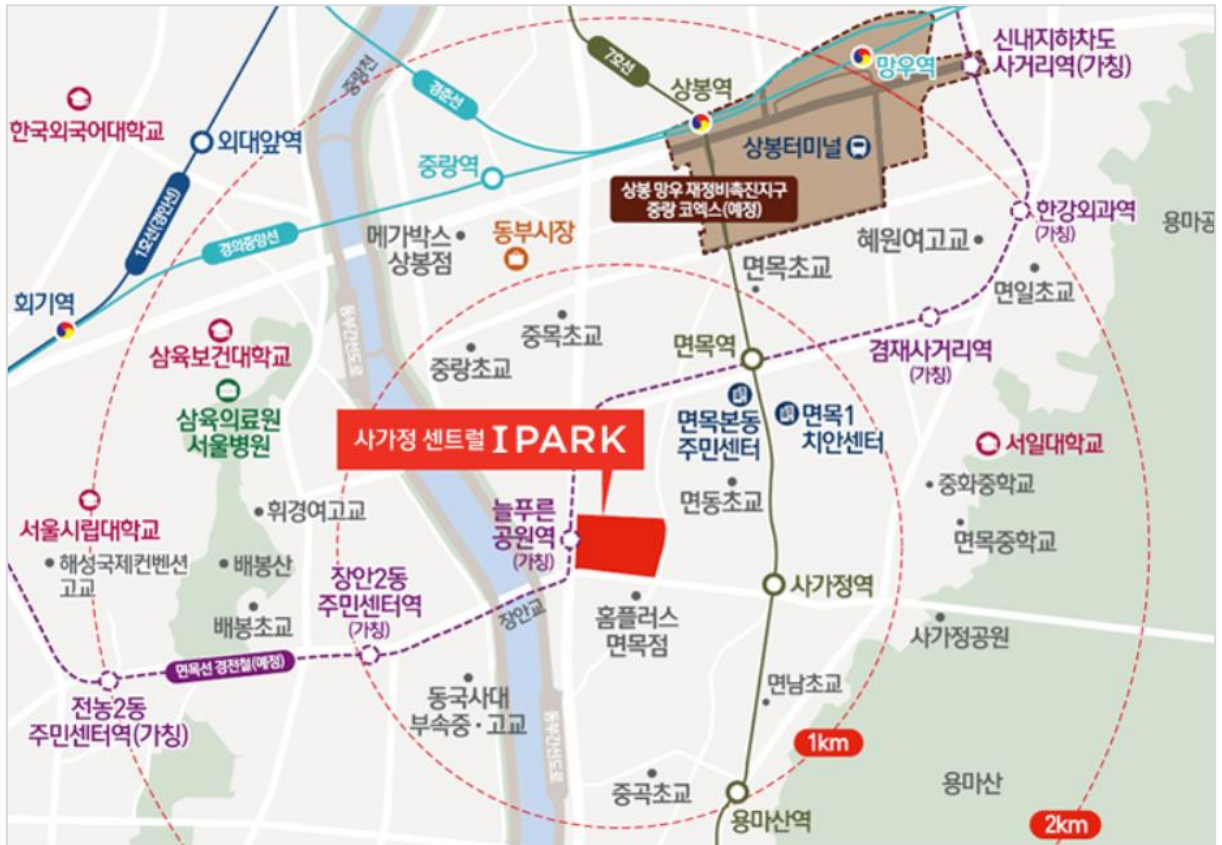 신내지하차도
사거리역(가칭)
7호선
망우역
상봉역
중랑천
경춘선
한국외국어대학교
외대앞역
상봉터미널
중랑역
상봉 망우 재정비촉진지구
중랑 코엑스(예정)
1호선(경인선)
한강외과역
(가칭)
용마공
메가박스
상봉점
동부시장
혜원여고교
경의중앙선
면목초교
면일초교
회기역
동부간선도로
중목초교
삼육보건대학교
중랑초교
면목역
겸재사거리역
(가칭)
삼육의료원
서울병원
면목본동
주민센터
면목1
치안센터
사가정 센트럴 IPARK
서일대학교
면동초교
중화중학교
서울시립대학교
휘경여고교
늘푸른
공원역
(가칭)
면목중학교
해성국제컨벤션
고교
배봉산
장안2동
주민센터역
(가칭)
사가정역
배봉초교
장안교
홈플러스
면목점
사가정공원
면목선 경전철(예정)
동국사대
부속중·고교
면남초교
전농2동
주민센터역(가칭)
동부간선도로
1km
중곡초교
용마산
용마산역
2km